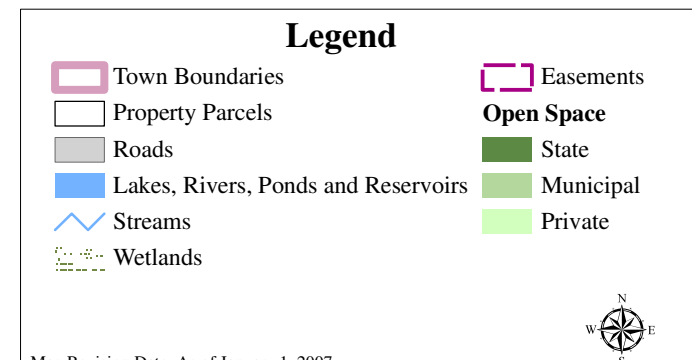 Legend
Town Boundaries
Property Parcels
Roads
Lakes, Rivers, Ponds and Reservoirs
Streams
Wetlands
Easements
Open Space
State
Municipal
Private
N
W E